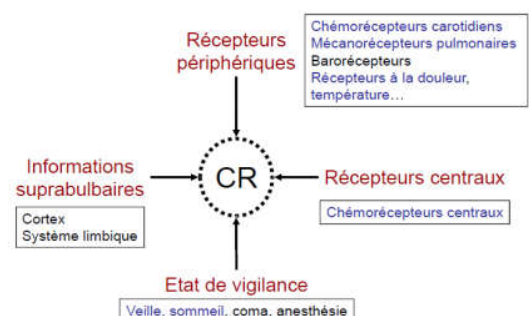 Récepteurs
périphériques
Chémorécepteurs carotidiens
Mécanorécepteurs pulmonaires
Barorécepteurs
Récepteurs à la douleur,
température…
Informations
suprabulbaires
Cortex
Système limbique
CR
Récepteurs centraux
Chémorécepteurs centraux
Etat de vigilance
Veille, sommeil, coma, anesthésie